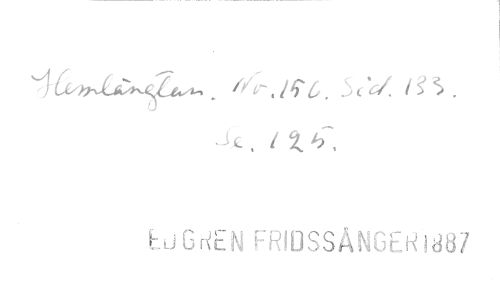 Hemlängtan. No. 150. Sid. 133.
Se. 125.
EDGREN FRIDSSÅNGER 1887